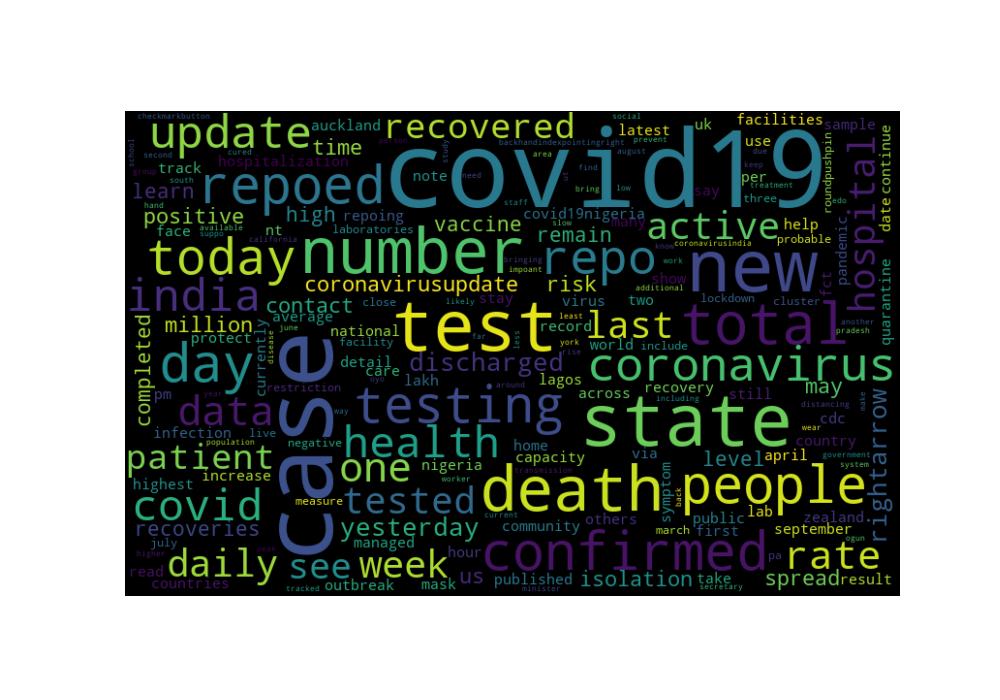 checkmarkbutton
update
auckland
recovered
time
note
latest
uk
facilities
use
sample
social
backhandindexpointingright
prevent
area
august
school
second
cured
group
track
hospitalization
south
learn
repoed
covid19
study
find
bring
low
say
per
three
due
keep
treatment
roundpushpin
hospital
date
continue
hand
positive
available
suppo
face
nt
high
repoing
laboratories
vaccine
staff
covid19nigeria
slow
remain
many
active
coronavirusindia
help
probable
edo
pandemic
fct
california
today
number
bringing
impoant
repo
know
work
show
additional
new
quarantine
india
contact
coronavirusupdate
stay
risk
virus
two
lockdown
cluster
close
likely
least
completed
million
protect
average
june
disease
currently
national
facility
test
york
far
less
rise
record
last
world
include
total
another
pradesh
day
case
detail
care
discharged
coronavirus
pm
restriction
lakh
oyo
around
lagos
across
recovery
including
still
may
distancing
make
data
year
way
testing
state
cdc
wear
country
rightarrow
infection
live
population
negative
health
home
via
government
system
patient
one
nigeria
capacity
transmission
level
april
highest
increase
worker
symptom
back
covid
measure
tested
death
people
current
others
public
lab
zealand
recoveries
yesterday
community
march
first
september
ogun
july
managed
hour
confirmed
pa
rate
higher
daily
see
week
us
read
countries
tracked
outbreak
mask
published
minister
isolation
take
secretary
spread
result